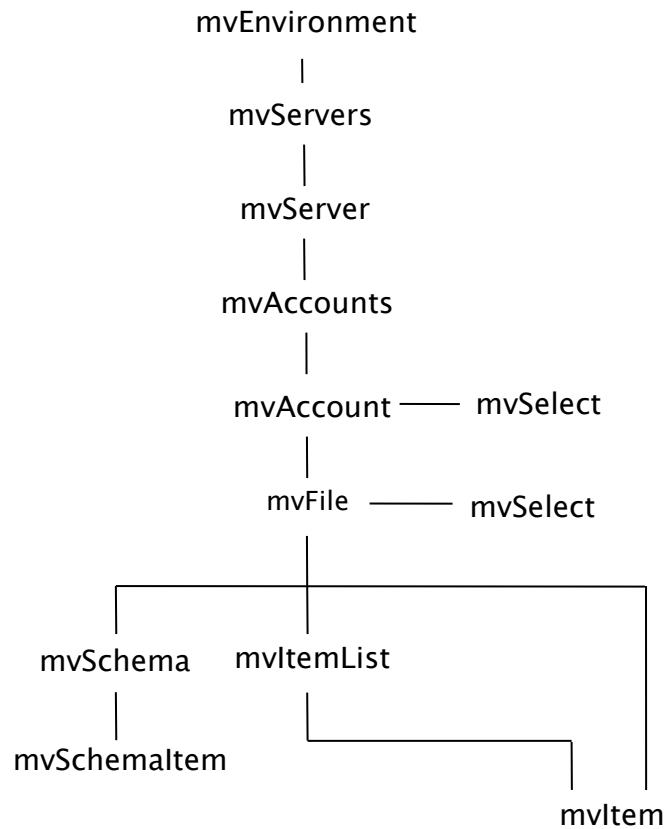 mvEnvironment
mvServers
mvServer
mvAccounts
mvAccount mvSelect
mvFile mvSelect
mvSchema mvItemList
mvSchemaItem
mvItem